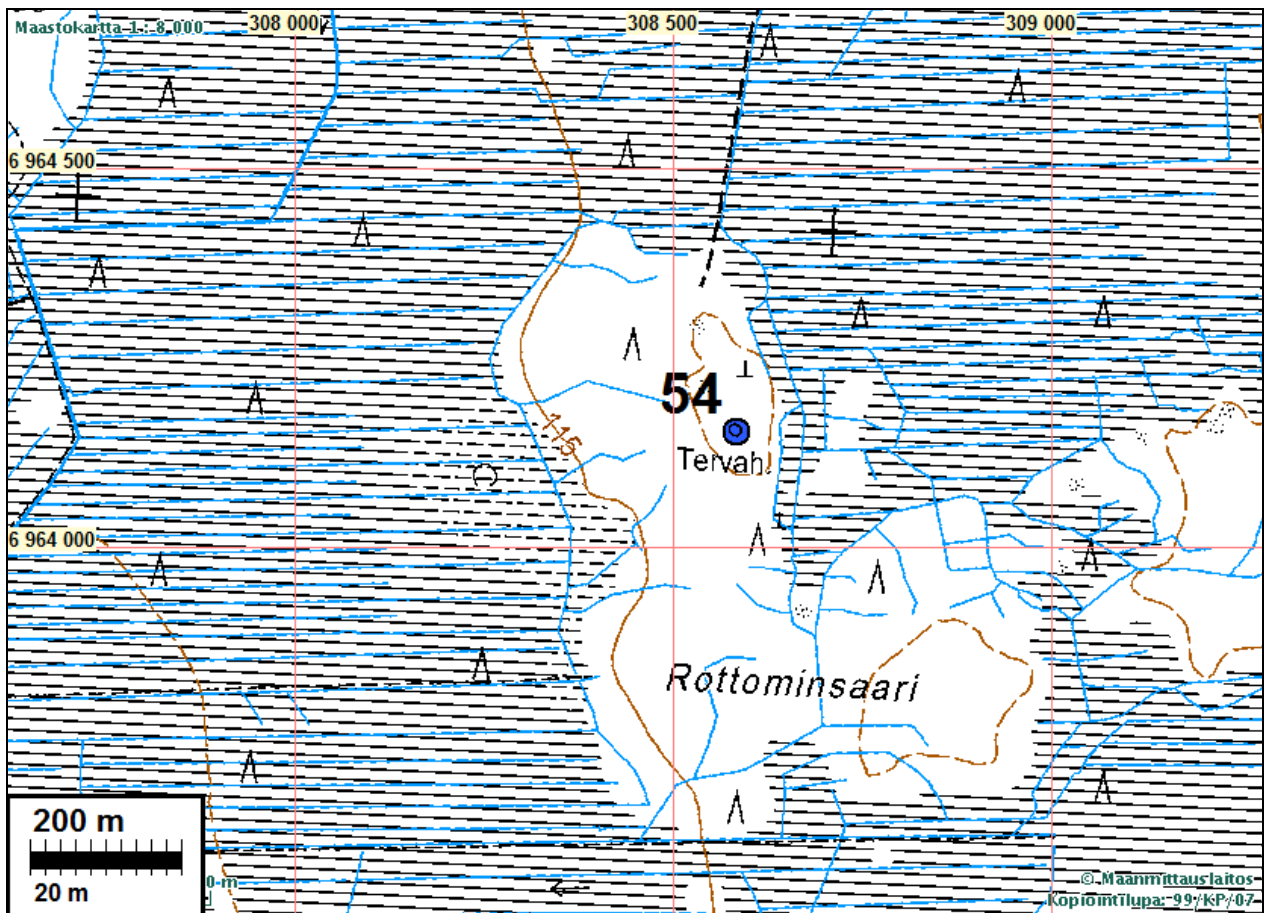 Maastokartta 1 : 8 000
308 000
308 500
309 000
6 964 500
54
115
Tervah.
6 964 000
Rottominsaari
200 m
20 m
0 m
© Maanmittauslaitos
Kopiointilupa: 99/KP/07